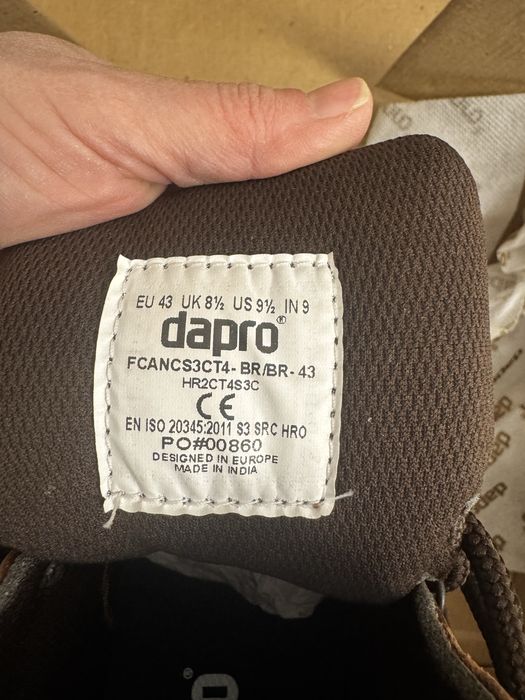 EU 43 UK 8½ US 9½ IN 9
dapro®
FCANCS3CT4- BR/BR- 43
HR2CT4S3C
CE
EN ISO 20345:2011 S3 SRC HRO
PO#00860
DESIGNED IN EUROPE
MADE IN INDIA